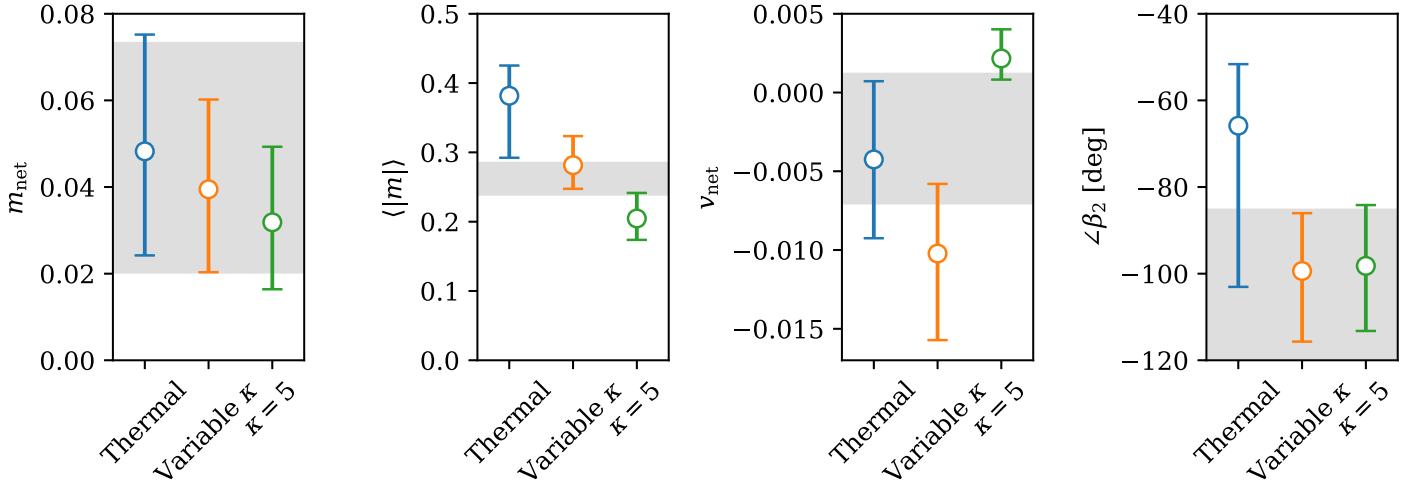 m_net
0.08
0.06
0.04
0.02
0.00
Thermal
Variable κ
κ = 5
⟨|m|⟩
0.5
0.4
0.3
0.2
0.1
0.0
Thermal
Variable κ
κ = 5
v_net
0.005
0.000
−0.005
−0.010
−0.015
Thermal
Variable κ
κ = 5
∠β₂ [deg]
−40
−60
−80
−100
−120
Thermal
Variable κ
κ = 5